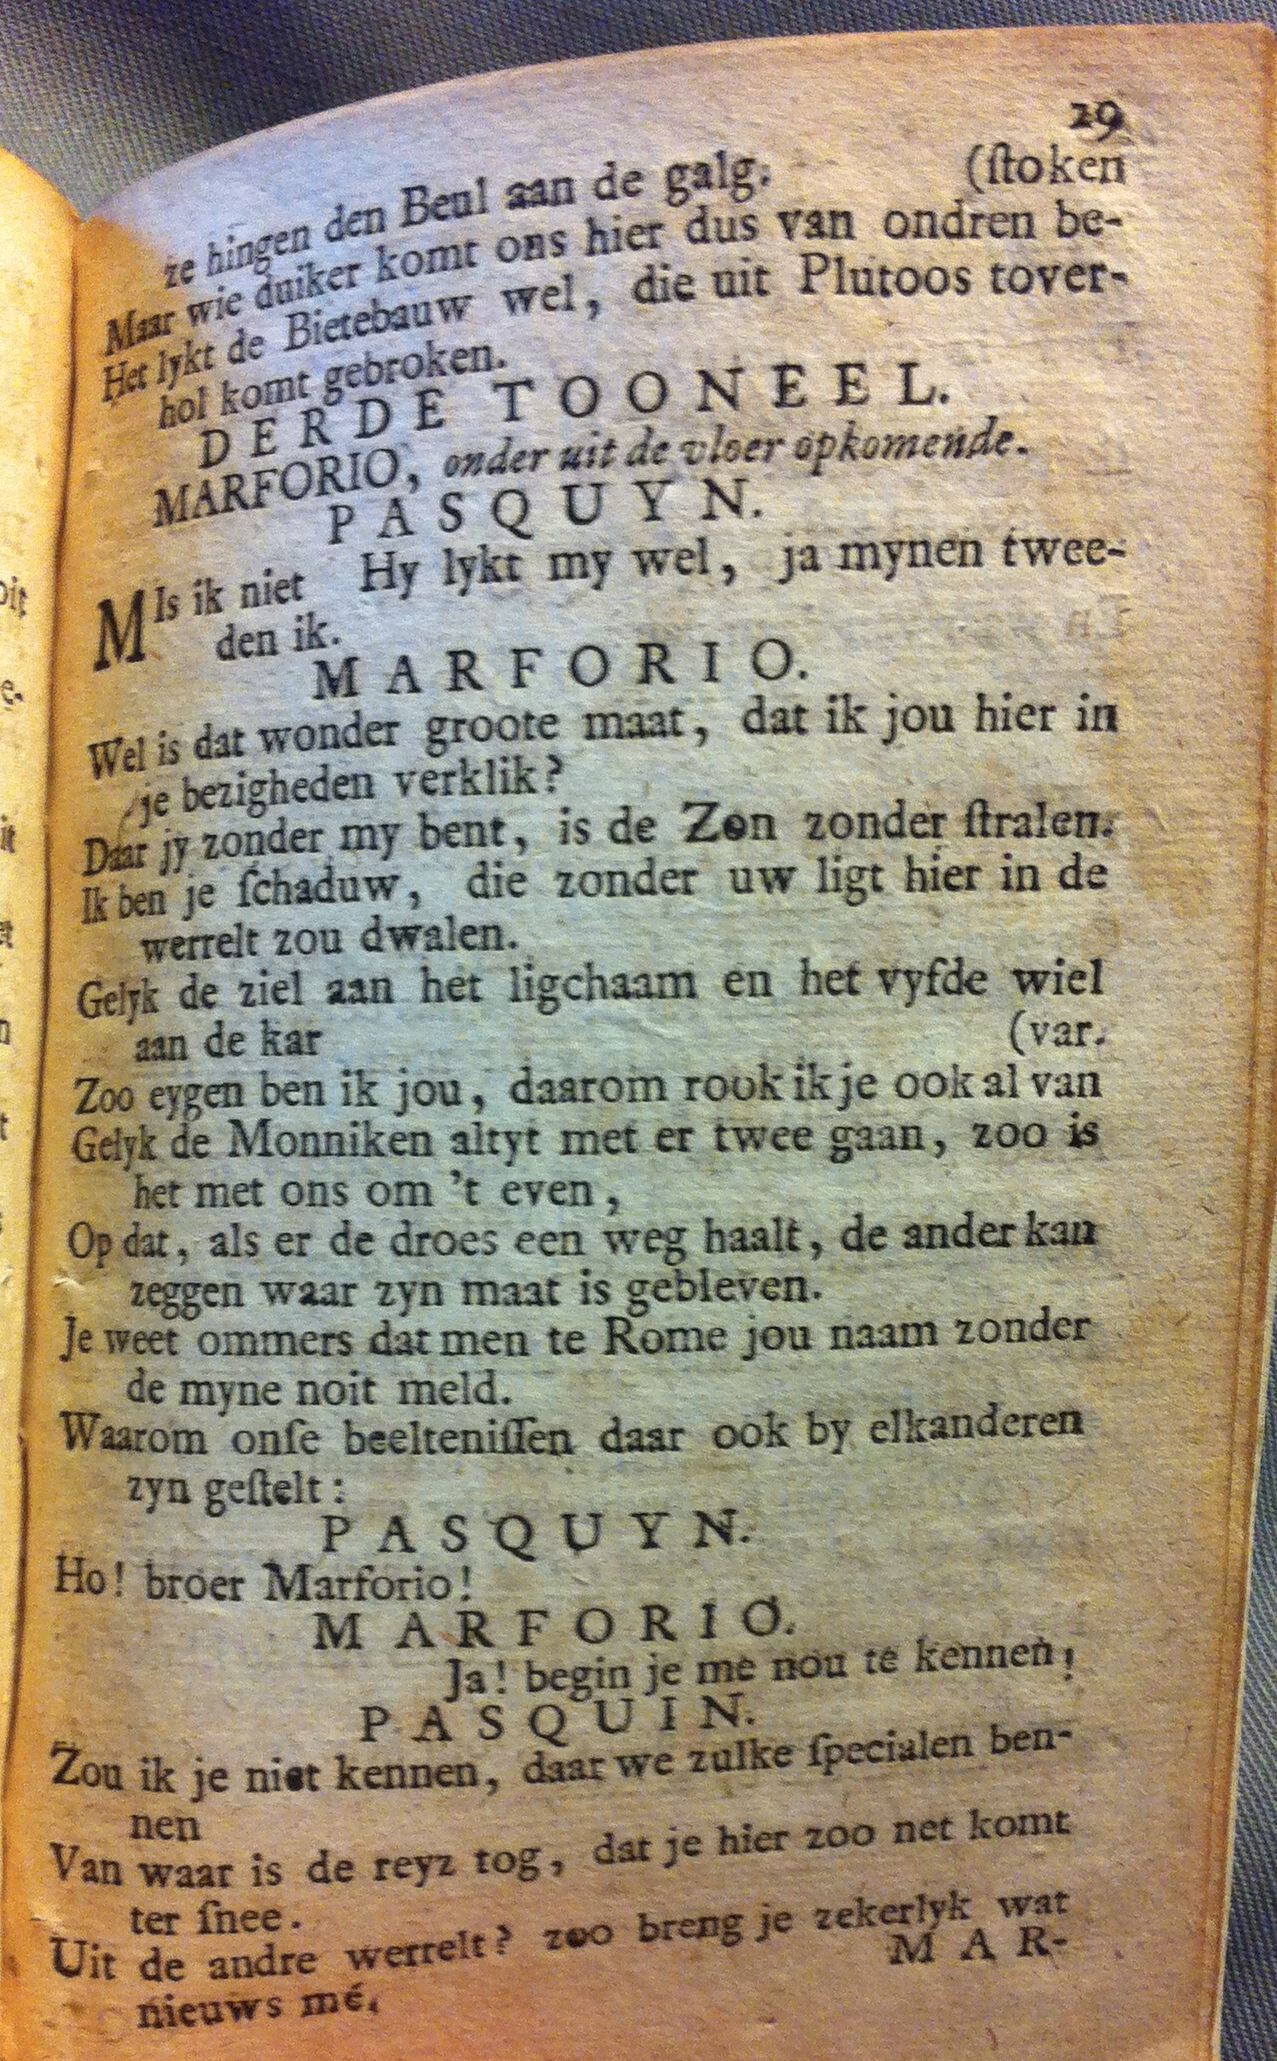 29
ze hingen den Beul aan de galg. (ſtoken
Maar wie duiker komt ons hier dus van ondren be-
Het lykt de Bietebauw wel, die uit Plutoos tover-
hol komt gebroken.
DERDE TOONEEL.
MARFORIO, onder uit de vloer opkomende.
PASQUYN.
MIs ik niet Hy lykt my wel, ja mynen twee-
den ik.
MARFORIO.
Wel is dat wonder groote maat, dat ik jou hier in
je bezigheden verklik?
Daar jy zonder my bent, is de Zon zonder ſtralen.
Ik ben je ſchaduw, die zonder uw ligt hier in de
werrelt zou dwalen.
Gelyk de ziel aan het ligchaam en het vyfde wiel
aan de kar (var.
Zoo eygen ben ik jou, daarom rook ik je ook al van
Gelyk de Monniken altyt met er twee gaan, zoo is
het met ons om 't even,
Op dat, als er de droes een weg haalt, de ander kan
zeggen waar zyn maat is gebleven.
Je weet ommers dat men te Rome jou naam zonder
de myne noit meld.
Waarom onſe beelteniſſen daar ook by elkanderen
zyn geſtelt:
PASQUYN.
Ho! broer Marforio!
MARFORIO.
Ja! begin je me nou te kennen!
PASQUIN.
Zou ik je niet kennen, daar we zulke ſpecialen ben-
nen
Van waar is de reyz tog, dat je hier zoo net komt
ter ſnee.
Uit de andre werrelt? zoo breng je zekerlyk wat
nieuws mé.
MAR-